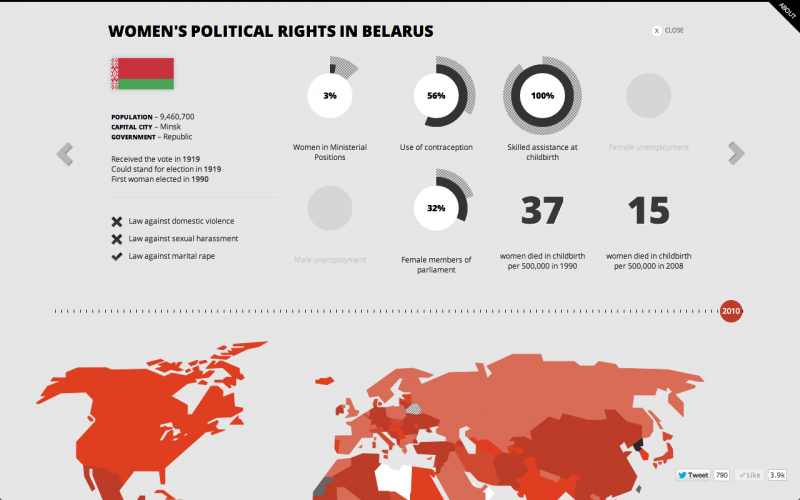 ABOUT
WOMEN'S POLITICAL RIGHTS IN BELARUS
X CLOSE
POPULATION – 9,460,700
CAPITAL CITY – Minsk
GOVERNMENT – Republic
Received the vote in 1919
Could stand for election in 1919
First woman elected in 1990
Law against domestic violence
Law against sexual harassment
Law against marital rape
3%
Women in Ministerial
Positions
56%
Use of contraception
100%
Skilled assistance at
childbirth
Female unemployment
Male unemployment
32%
Female members of
parliament
37
women died in childbirth
per 500,000 in 1990
15
women died in childbirth
per 500,000 in 2008
2010
Tweet 790
Like 3.9k